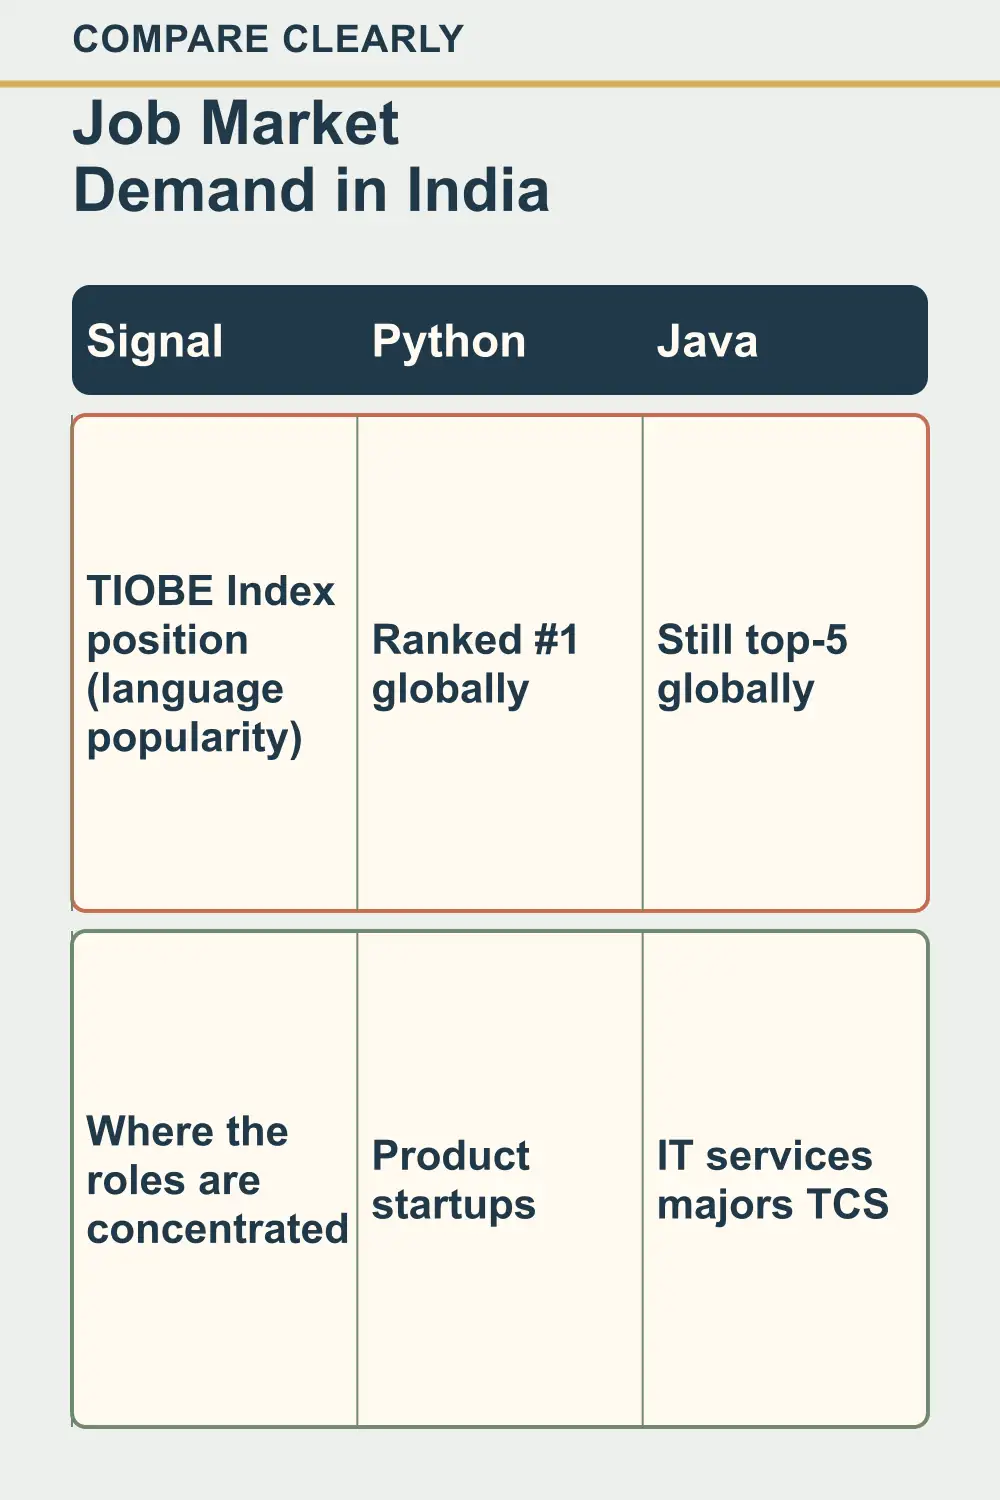 COMPARE CLEARLY
Job Market
Demand in India
Signal Python Java
TIOBE Index
position
(language
popularity)
Ranked #1
globally
Still top-5
globally
Where the
roles are
concentrated
Product
startups
IT services
majors TCS